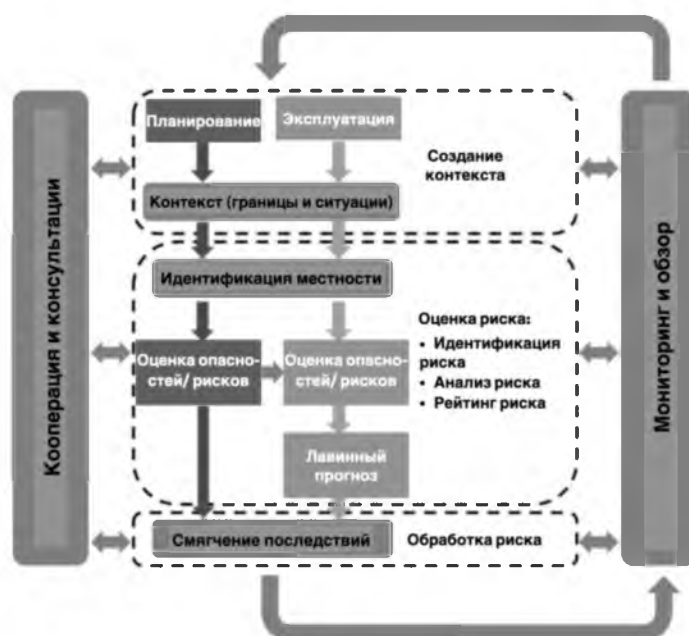 Планирование
Эксплуатация
Создание
контекста
Контекст (границы и ситуации)
Кооперация и консультации
Мониторинг и обзор
Идентификация местности
Оценка риска:
• Идентификация
риска
• Анализ риска
• Рейтинг риска
Оценка опасно-
стей/ рисков
Оценка опасно-
стей/ рисков
Лавинный
прогноз
Смягчение последствий
Обработка риска